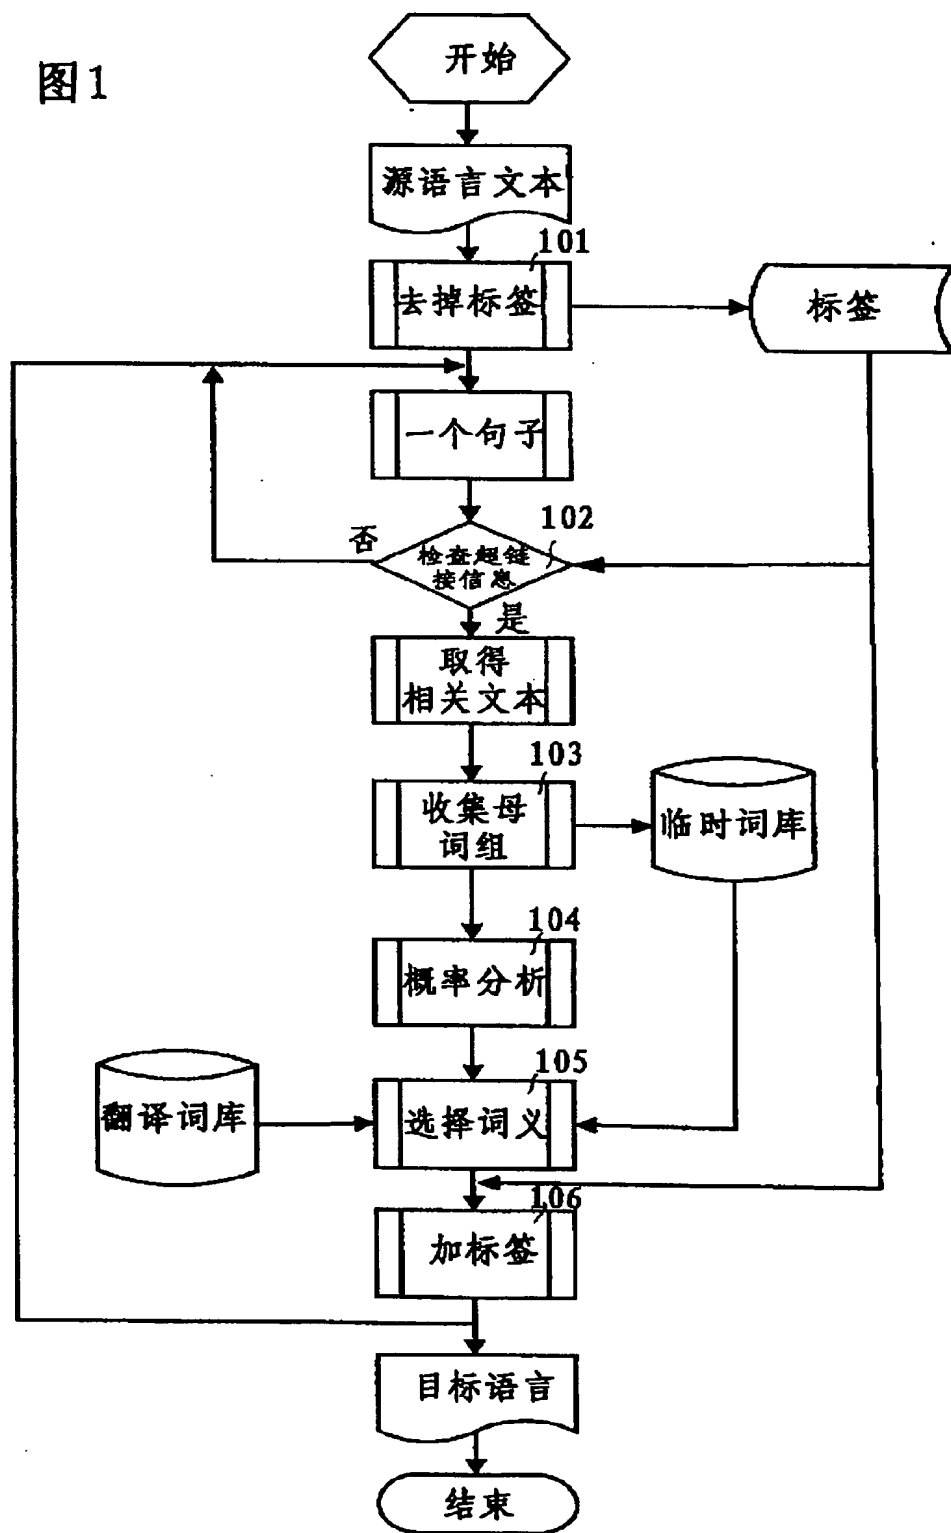 图1
开始
源语言文本
101
去掉标签
标签
一个句子
102
否
检查超链
接信息
是
取得
相关文本
103
收集母
词组
临时词库
104
概率分析
105
翻译词库
选择词义
106
加标签
目标语言
结束